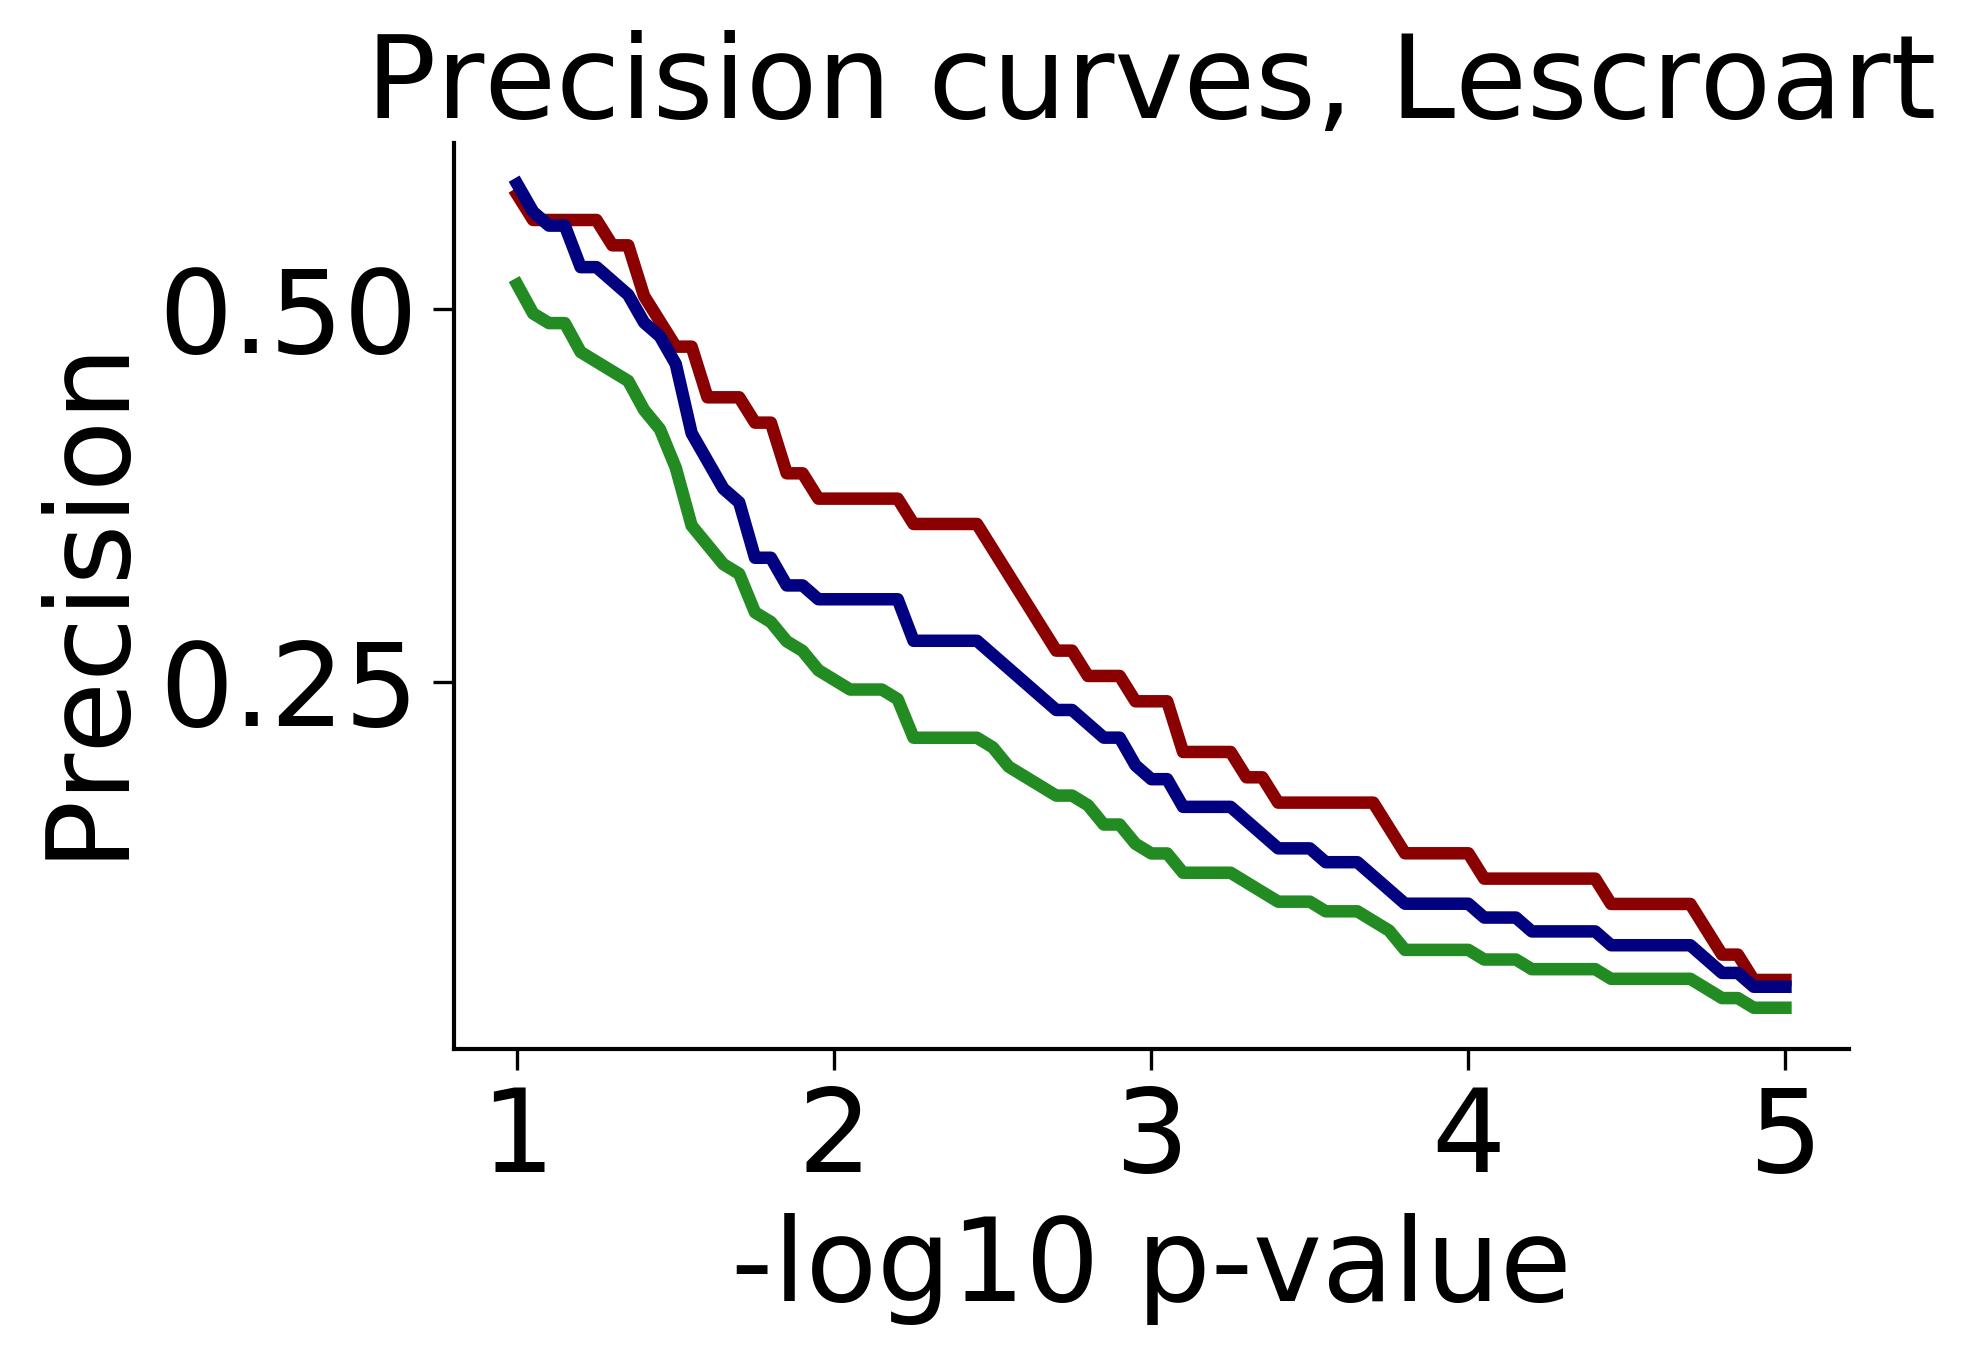 Precision curves, Lescroart
Precision
0.50
0.25
1 2 3 4 5
-log10 p-value